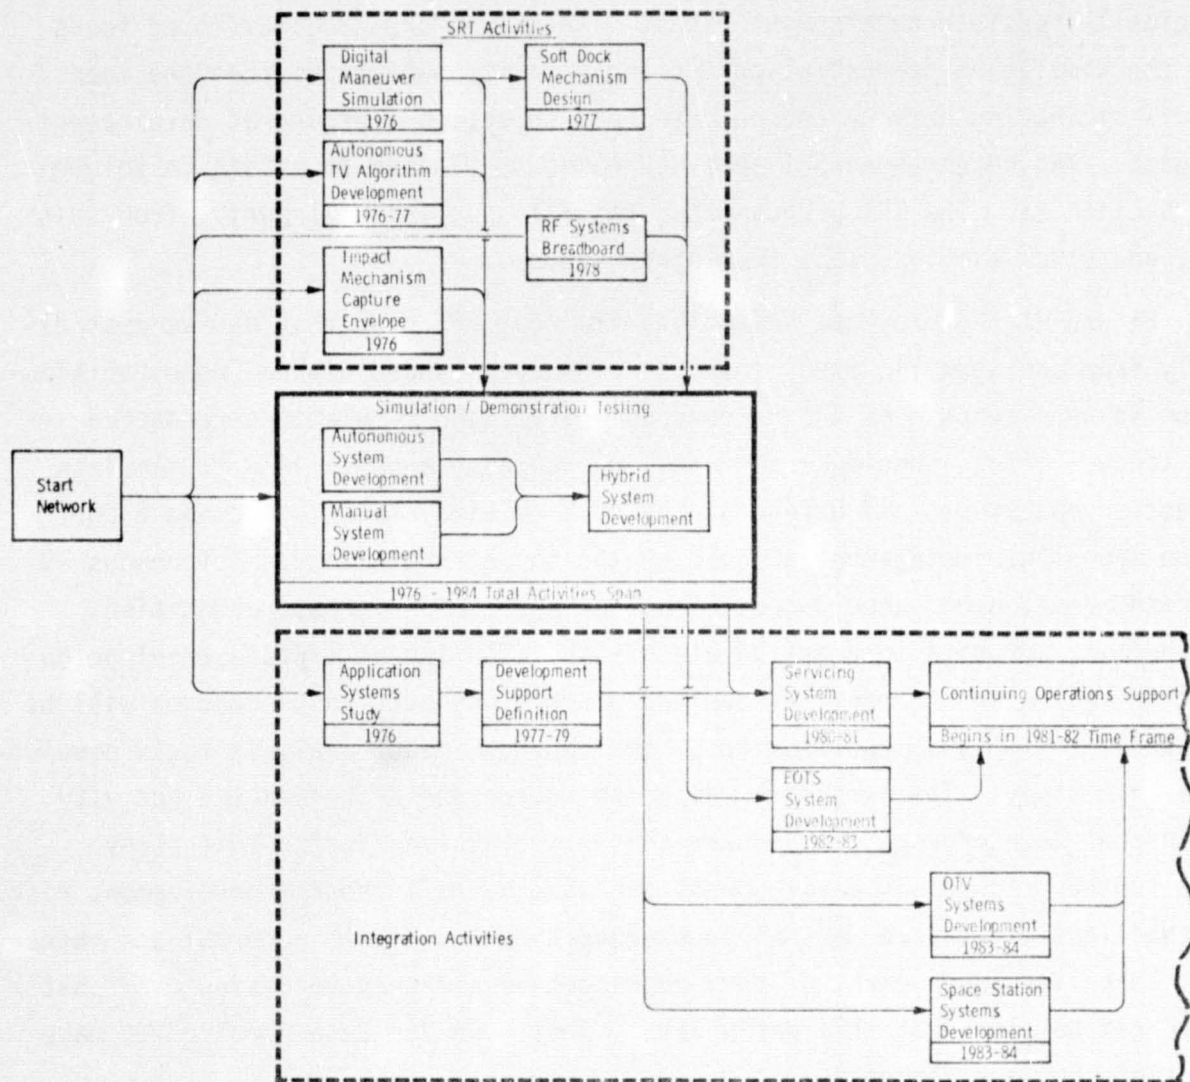 SRT Activities
Digital
Maneuver
Simulation
1976
Soft Dock
Mechanism
Design
1977
Autonomous
TV Algorithm
Development
1976-77
RF Systems
Breadboard
1978
Impact
Mechanism
Capture
Envelope
1976
Simulation / Demonstration Testing
Autonomous
System
Development
Manual
System
Development
Hybrid
System
Development
1976 - 1984 Total Activities Span
Start
Network
Application
Systems
Study
1976
Development
Support
Definition
1977-79
Servicing
System
Development
1980-81
Continuing Operations Support
Begins in 1981-82 Time Frame
EOTS
System
Development
1982-83
OTV
Systems
Development
1983-84
Integration Activities
Space Station
Systems
Development
1983-84